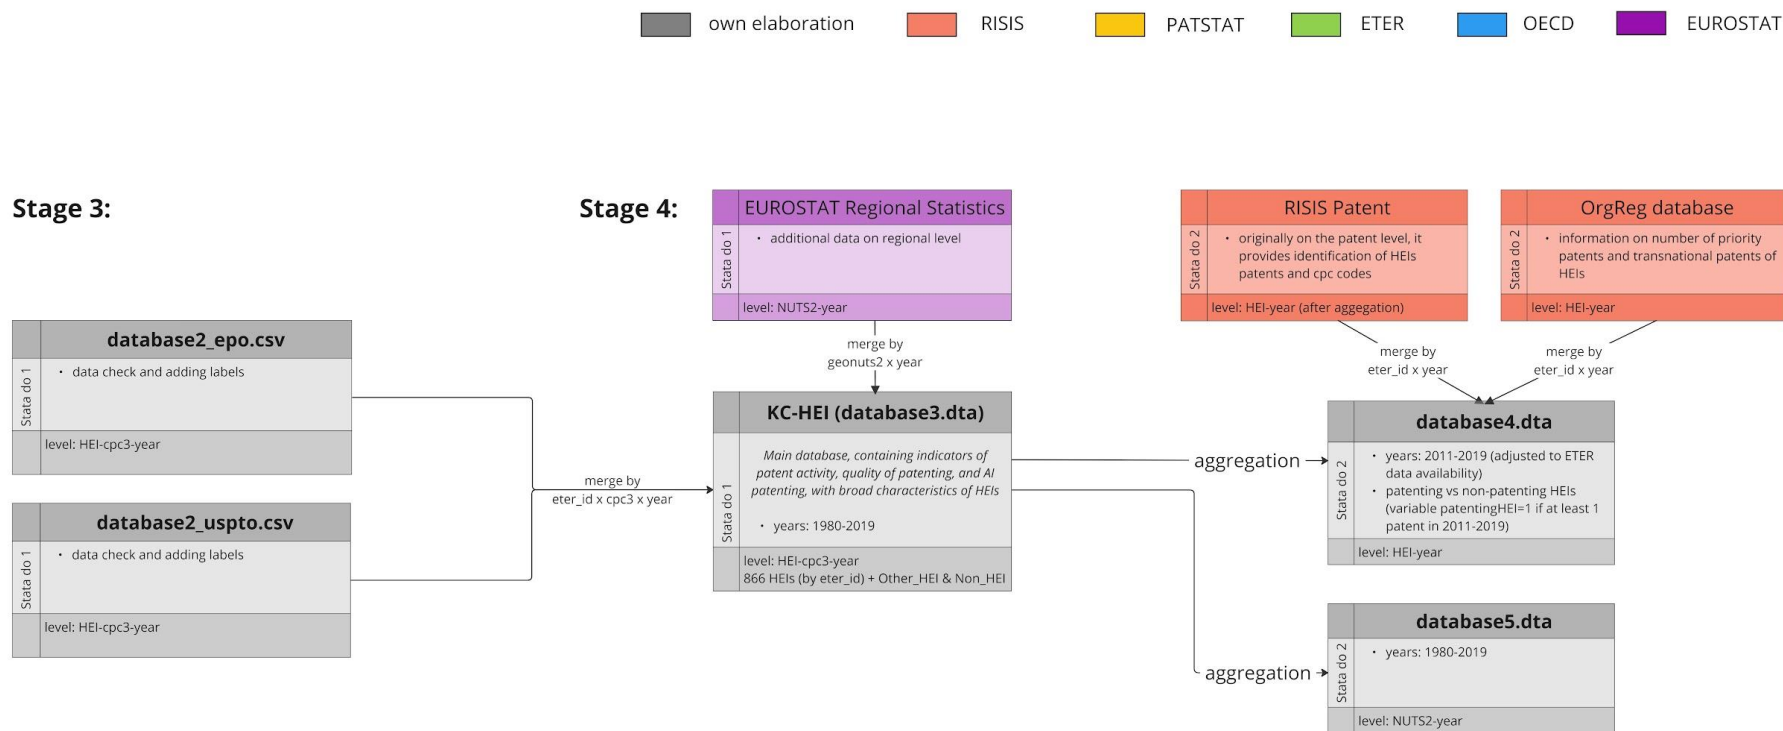 own elaboration
RISIS
PATSTAT
ETER
OECD
EUROSTAT
Stage 3:
database2_epo.csv
Stata do 1
• data check and adding labels
level: HEI-cpc3-year
database2_uspto.csv
Stata do 1
• data check and adding labels
level: HEI-cpc3-year
merge by
eter_id x cpc3 x year
Stage 4:
EUROSTAT Regional Statistics
Stata do 1
• additional data on regional level
level: NUTS2-year
merge by
geonuts2 x year
KC-HEI (database3.dta)
Stata do 1
Main database, containing indicators of
patent activity, quality of patenting, and AI
patenting, with broad characteristics of HEIs
• years: 1980-2019
level: HEI-cpc3-year
866 HEIs (by eter_id) + Other_HEI & Non_HEI
RISIS Patent
Stata do 2
• originally on the patent level, it
provides identification of HEIs
patents and cpc codes
level: HEI-year (after aggegation)
OrgReg database
Stata do 2
• information on number of priority
patents and transnational patents of
HEIs
level: HEI-year
merge by
eter_id x year
merge by
eter_id x year
aggregation
database4.dta
Stata do 2
• years: 2011-2019 (adjusted to ETER
data availability)
• patenting vs non-patenting HEIs
(variable patentingHEI=1 if at least 1
patent in 2011-2019)
level: HEI-year
aggregation
database5.dta
Stata do 2
• years: 1980-2019
level: NUTS2-year